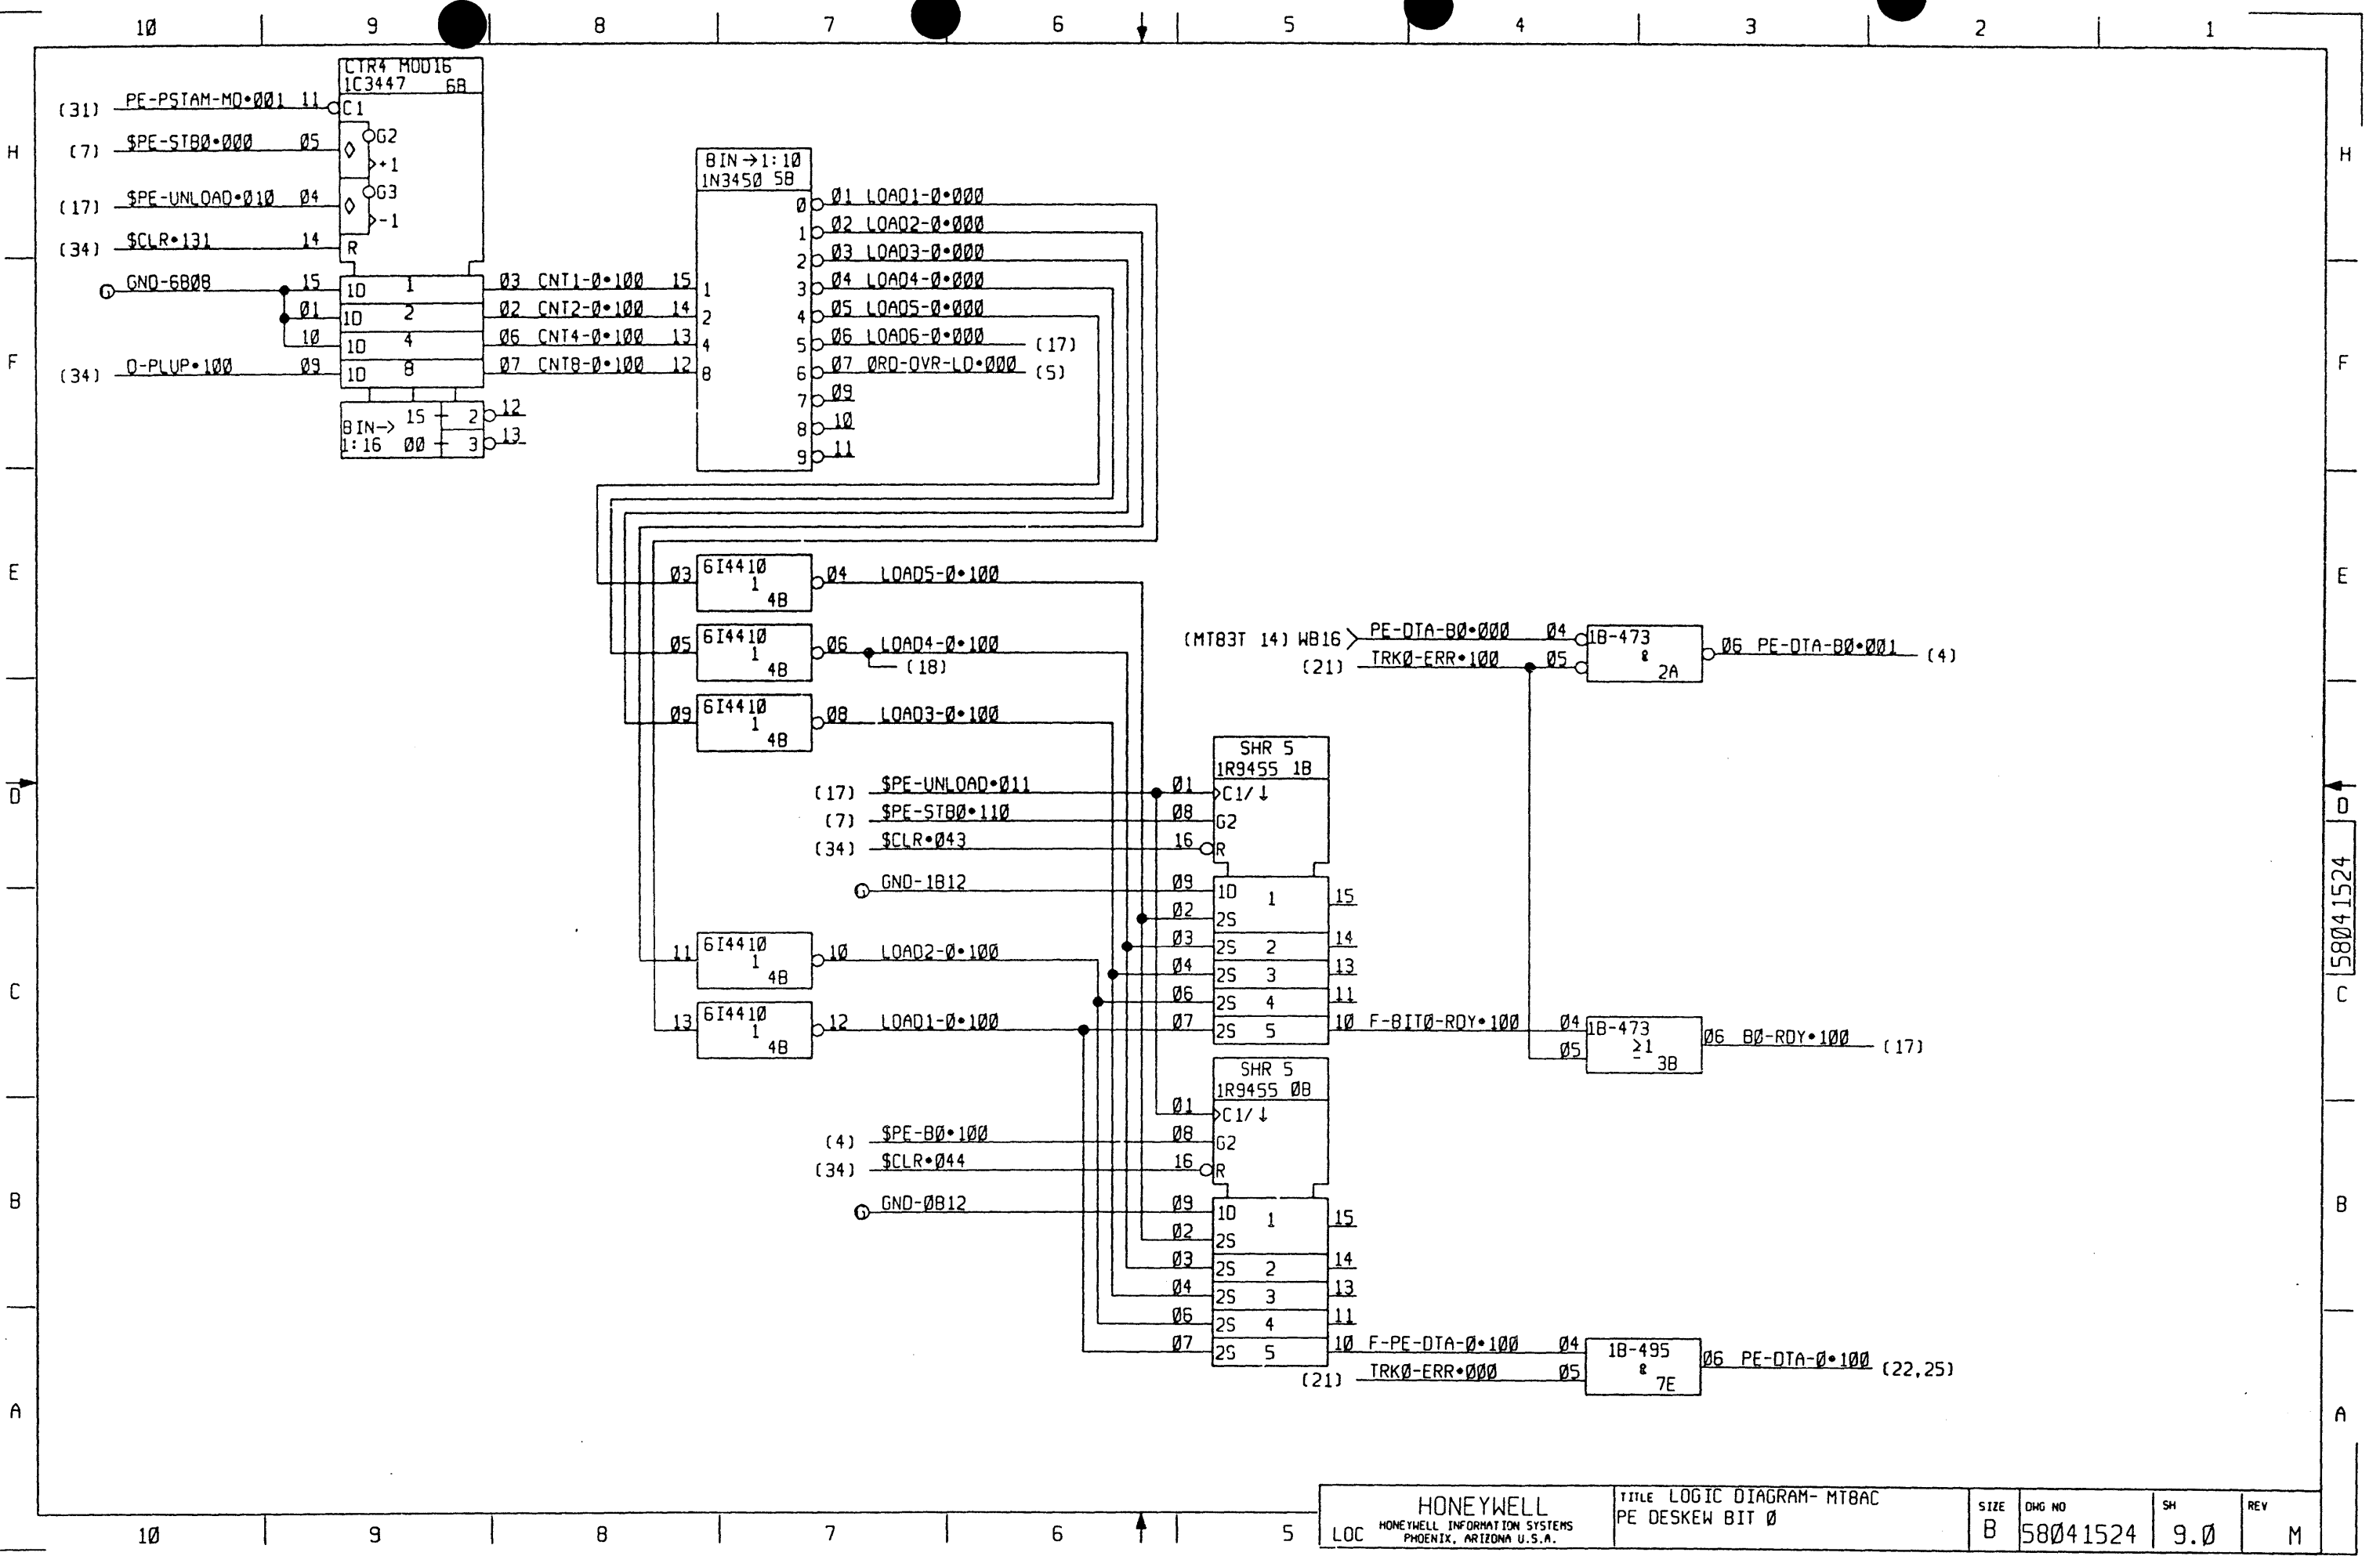 10 9 8 7 6 5 4 3 2 1
H
F
E
D
C
B
A
CTR4 MOD16
1C3447 6B
(31) PE-PSTAM-MO•001 11 C1
(7) $PE-STBØ•000 05 G2
+1
(17) $PE-UNLOAD•010 04 G3
-1
(34) $CLR•131 14 R
GND-6B08 15 1D 1 03 CNT1-0•100 15 1
01 1D 2 02 CNT2-0•100 14 2
10 1D 4 06 CNT4-0•100 13 4
(34) O-PLUP•100 09 1D 8 07 CNT8-0•100 12 8
BIN→ 15 2 12
1:16 00 3 13
BIN→1:10
1N3450 5B
0 01 LOAD1-0•000
1 02 LOAD2-0•000
2 03 LOAD3-0•000
3 04 LOAD4-0•000
4 05 LOAD5-0•000
5 06 LOAD6-0•000 (17)
6 07 0RD-OVR-LD•000 (5)
7 09
8 10
9 11
03 6I4410 04 LOAD5-0•100
1
4B
05 6I4410 06 LOAD4-0•100
1 (18)
4B
09 6I4410 08 LOAD3-0•100
1
4B
11 6I4410 10 LOAD2-0•100
1
4B
13 6I4410 12 LOAD1-0•100
1
4B
(MT83T 14) WB16 PE-DTA-B0•000 04 1B-473 06 PE-DTA-B0•001 (4)
(21) TRK0-ERR•100 05 &
2A
SHR 5
1R9455 1B
(17) $PE-UNLOAD•011 01 C1/↓
(7) $PE-STB0•110 08 G2
(34) $CLR•043 16 R
GND-1B12 09 1D 1 15
02 2S
03 2S 2 14
04 2S 3 13
06 2S 4 11
07 2S 5 10 F-BIT0-RDY•100 04 1B-473 06 B0-RDY•100 (17)
05 ≥1
3B
SHR 5
1R9455 0B
01 C1/↓
(4) $PE-B0•100 08 G2
(34) $CLR•044 16 R
GND-0B12 09 1D 1 15
02 2S
03 2S 2 14
04 2S 3 13
06 2S 4 11
07 2S 5 10 F-PE-DTA-0•100 04 1B-495 06 PE-DTA-0•100 (22,25)
(21) TRK0-ERR•000 05 &
7E
H
F
E
D
58041524
C
B
A
10 9 8 7 6 5
LOC
HONEYWELL
HONEYWELL INFORMATION SYSTEMS
PHOENIX, ARIZONA U.S.A.
TITLE LOGIC DIAGRAM- MT8AC
PE DESKEW BIT 0
SIZE B
DWG NO 58041524
SH 9.0
REV M